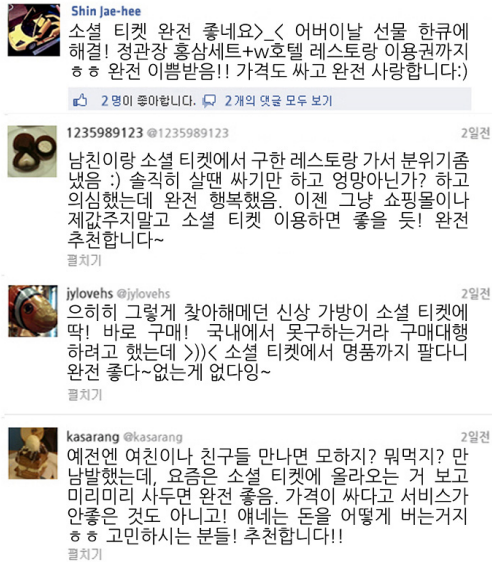 Shin Jae-hee
소셜 티켓 완전 좋네요>_< 어버이날 선물 한큐에
해결! 정관장 홍삼세트+w호텔 레스토랑 이용권까지
ㅎㅎ 완전 이쁨받음!! 가격도 싸고 완전 사랑합니다:)
2명이 좋아합니다. 2개의 댓글 모두 보기
1235989123 @1235989123 2일전
남친이랑 소셜 티켓에서 구한 레스토랑 가서 분위기좀
냈음 :) 솔직히 살땐 싸기만 하고 엉망아닌가? 하고
의심했는데 완전 행복했음. 이젠 그냥 쇼핑몰이나
제값주지말고 소셜 티켓 이용하면 좋을 듯! 완전
추천합니다~
펼치기
jylovehs @jylovehs 2일전
으히히 그렇게 찾아해메던 신상 가방이 소셜 티켓에
딱! 바로 구매! 국내에서 못구하는거라 구매대행
하려고 했는데 >))< 소셜 티켓에서 명품까지 팔다니
완전 좋다~없는게 없다잉~
펼치기
kasarang @kasarang 2일전
예전엔 여친이나 친구들 만나면 모하지? 뭐먹지? 만
남발했는데, 요즘은 소셜 티켓에 올라오는 거 보고
미리미리 사두면 완전 좋음. 가격이 싸다고 서비스가
안좋은 것도 아니고! 얘네는 돈을 어떻게 버는거지
ㅎㅎ 고민하시는 분들! 추천합니다!!
펼치기